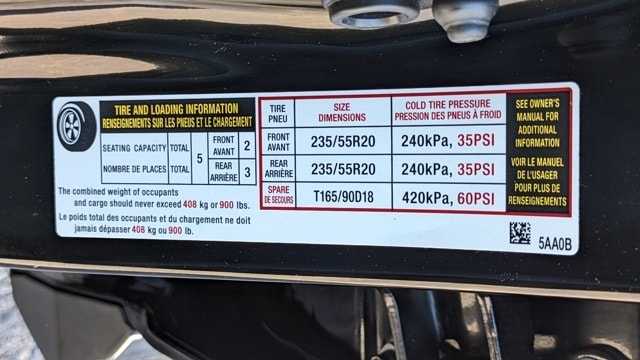 TIRE AND LOADING INFORMATION
RENSEIGNEMENTS SUR LES PNEUS ET LE CHARGEMENT
SEATING CAPACITY TOTAL 5 FRONT AVANT 2
NOMBRE DE PLACES TOTAL REAR ARRIÈRE 3
The combined weight of occupants
and cargo should never exceed 408 kg or 900 lbs.
Le poids total des occupants et du chargement ne doit
jamais dépasser 408 kg ou 900 lb.
TIRE PNEU SIZE DIMENSIONS COLD TIRE PRESSURE PRESSION DES PNEUS À FROID
FRONT AVANT 235/55R20 240kPa, 35PSI
REAR ARRIÈRE 235/55R20 240kPa, 35PSI
SPARE DE SECOURS T165/90D18 420kPa, 60PSI
SEE OWNER'S
MANUAL FOR
ADDITIONAL
INFORMATION
VOIR LE MANUEL
DE L'USAGER
POUR PLUS DE
RENSEIGNEMENTS
5AA0B